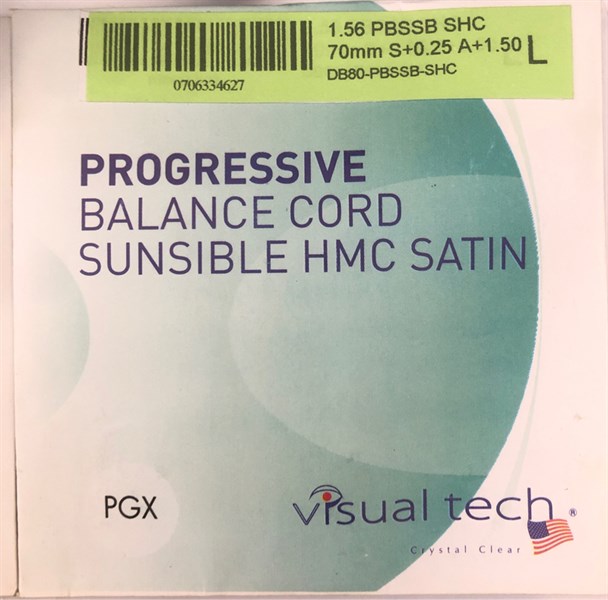 1.56 PBSSB SHC
70mm S+0.25 A+1.50 L
DB80-PBSSB-SHC
0706334627
PROGRESSIVE
BALANCE CORD
SUNSIBLE HMC SATIN
PGX
visual tech ®
Crystal Clear